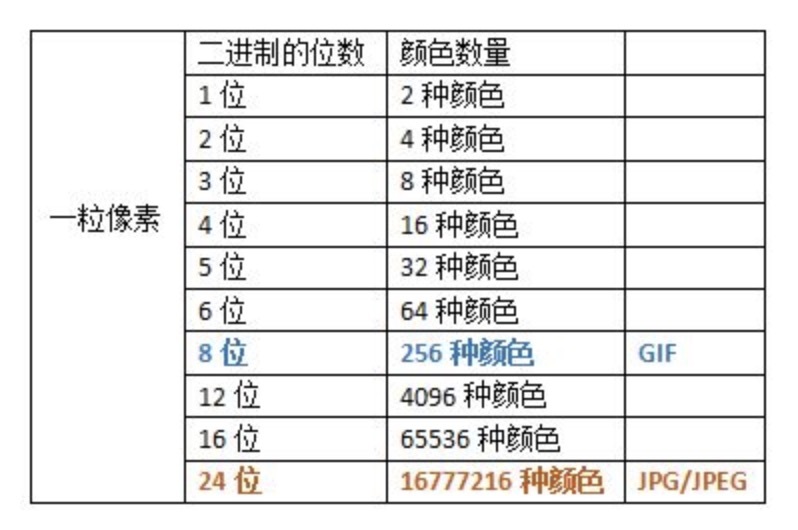 二进制的位数 颜色数量
1 位 2 种颜色
2 位 4 种颜色
3 位 8 种颜色
一粒像素 4 位 16 种颜色
5 位 32 种颜色
6 位 64 种颜色
8 位 256 种颜色 GIF
12 位 4096 种颜色
16 位 65536 种颜色
24 位 16777216 种颜色 JPG/JPEG